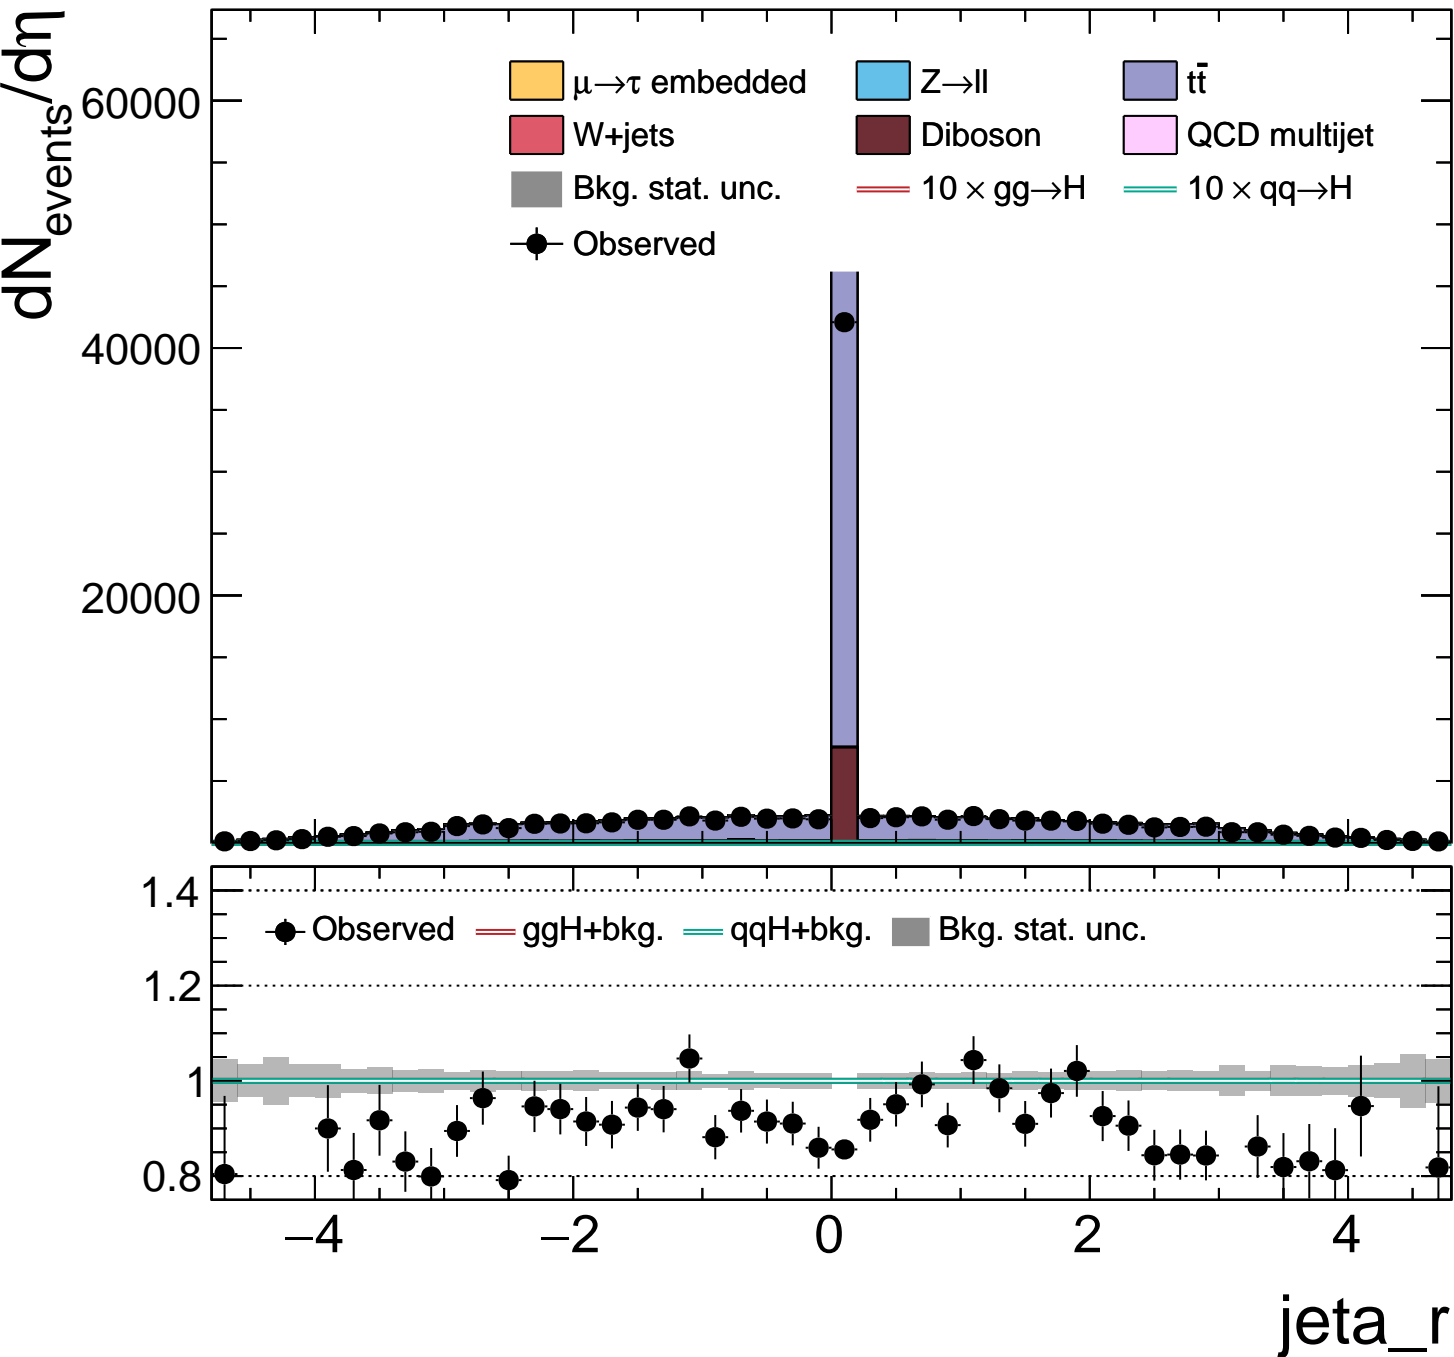 dN_events/dη
60000
40000
20000
μ→τ embedded Z→ll tt̄
W+jets Diboson QCD multijet
Bkg. stat. unc. 10 × gg→H 10 × qq→H
Observed
1.4
1.2
1
0.8
Observed ggH+bkg. qqH+bkg. Bkg. stat. unc.
−4 −2 0 2 4
jeta_r